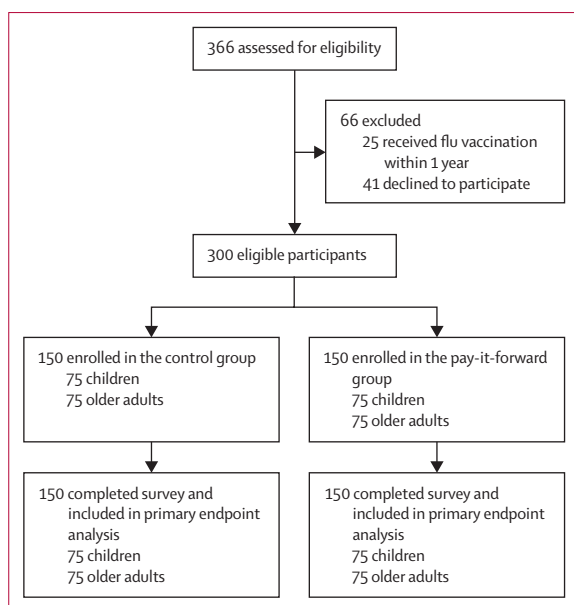 366 assessed for eligibility
66 excluded
25 received flu vaccination
within 1 year
41 declined to participate
300 eligible participants
150 enrolled in the control group
75 children
75 older adults
150 enrolled in the pay-it-forward
group
75 children
75 older adults
150 completed survey and
included in primary endpoint
analysis
75 children
75 older adults
150 completed survey and
included in primary endpoint
analysis
75 children
75 older adults